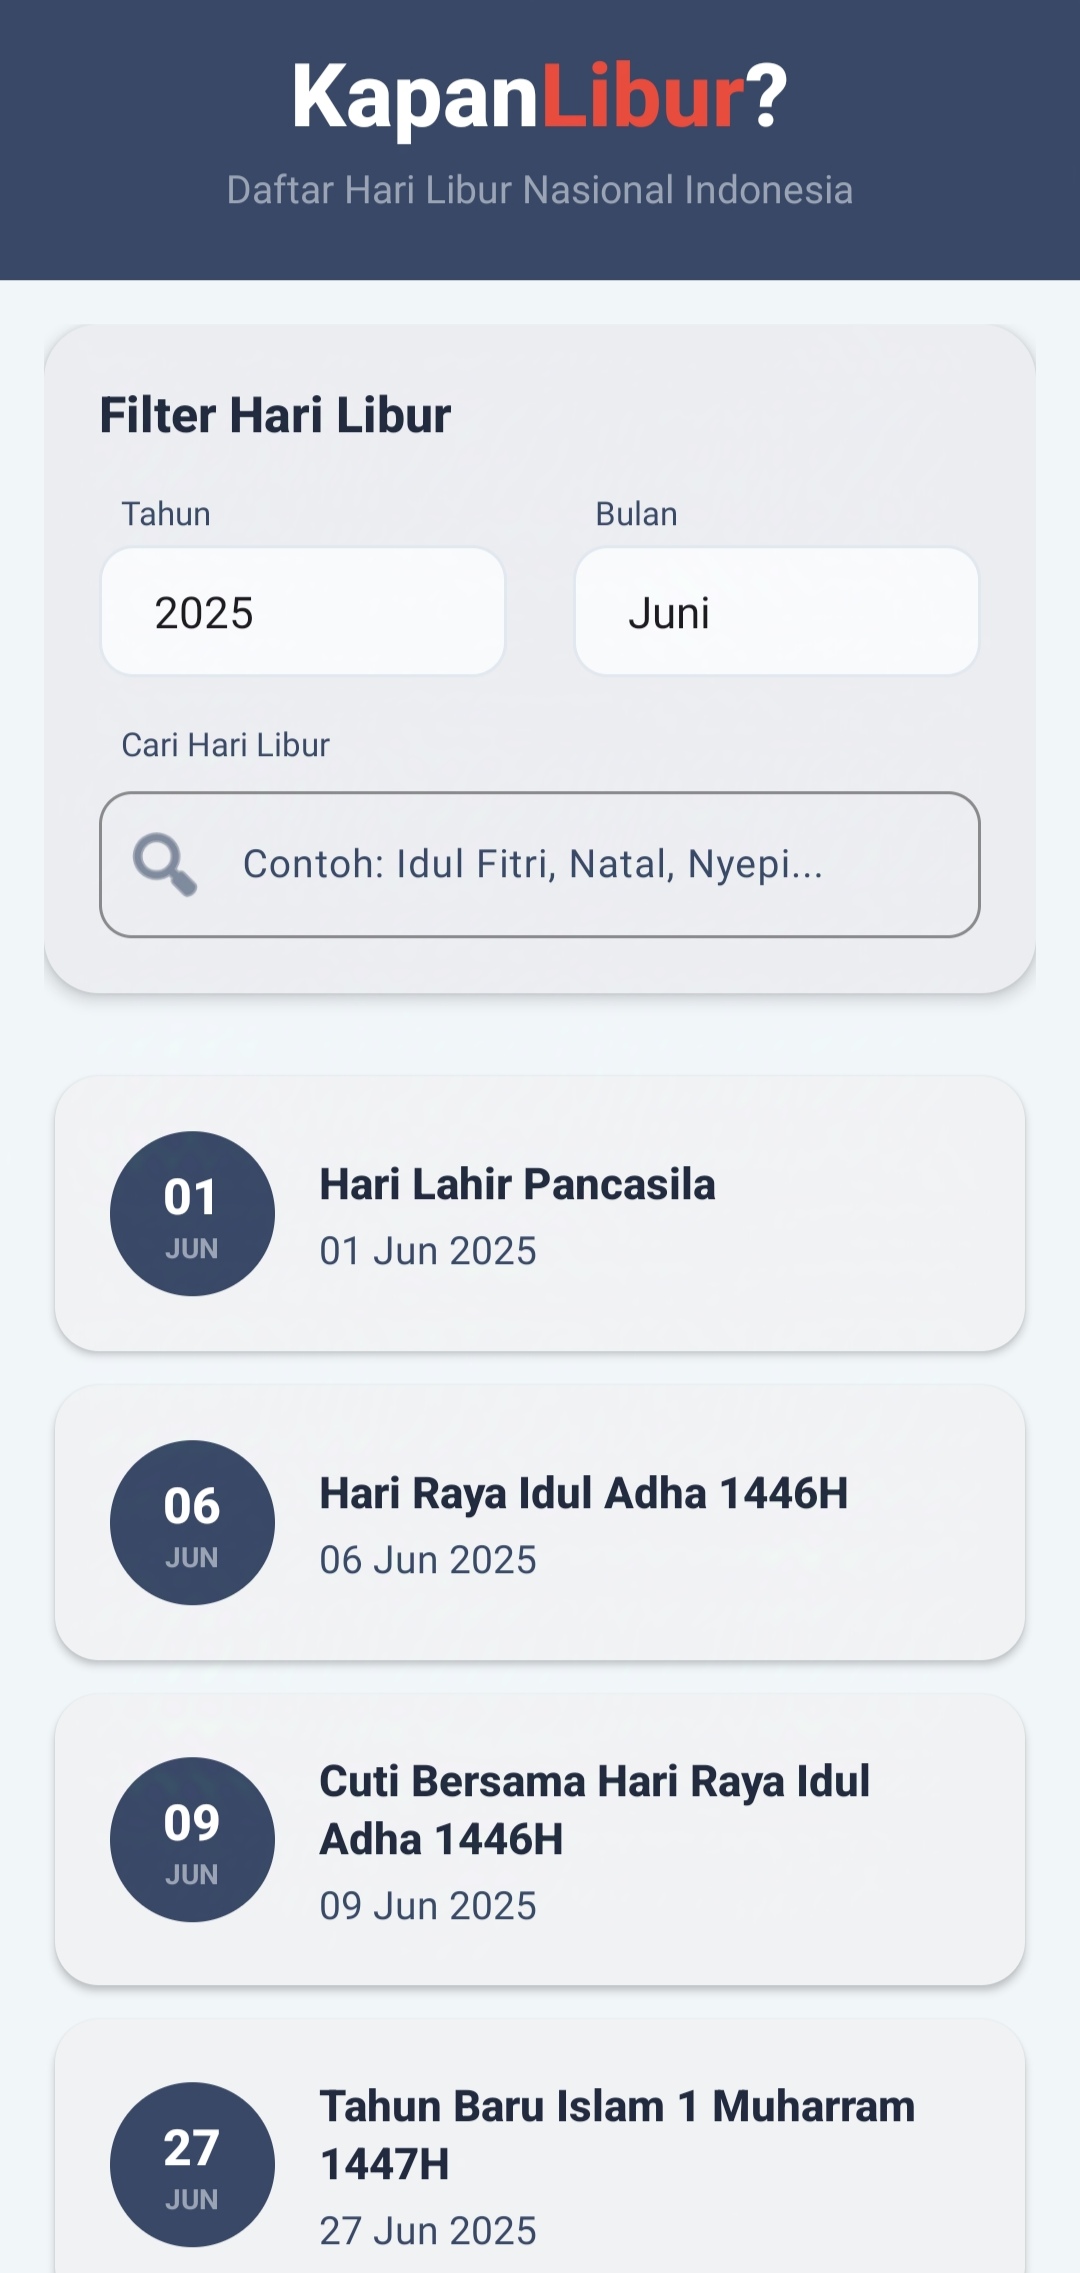 KapanLibur?
Daftar Hari Libur Nasional Indonesia
Filter Hari Libur
Tahun
Bulan
2025
Juni
Cari Hari Libur
Contoh: Idul Fitri, Natal, Nyepi...
01
JUN
Hari Lahir Pancasila
01 Jun 2025
06
JUN
Hari Raya Idul Adha 1446H
06 Jun 2025
09
JUN
Cuti Bersama Hari Raya Idul
Adha 1446H
09 Jun 2025
27
JUN
Tahun Baru Islam 1 Muharram
1447H
27 Jun 2025